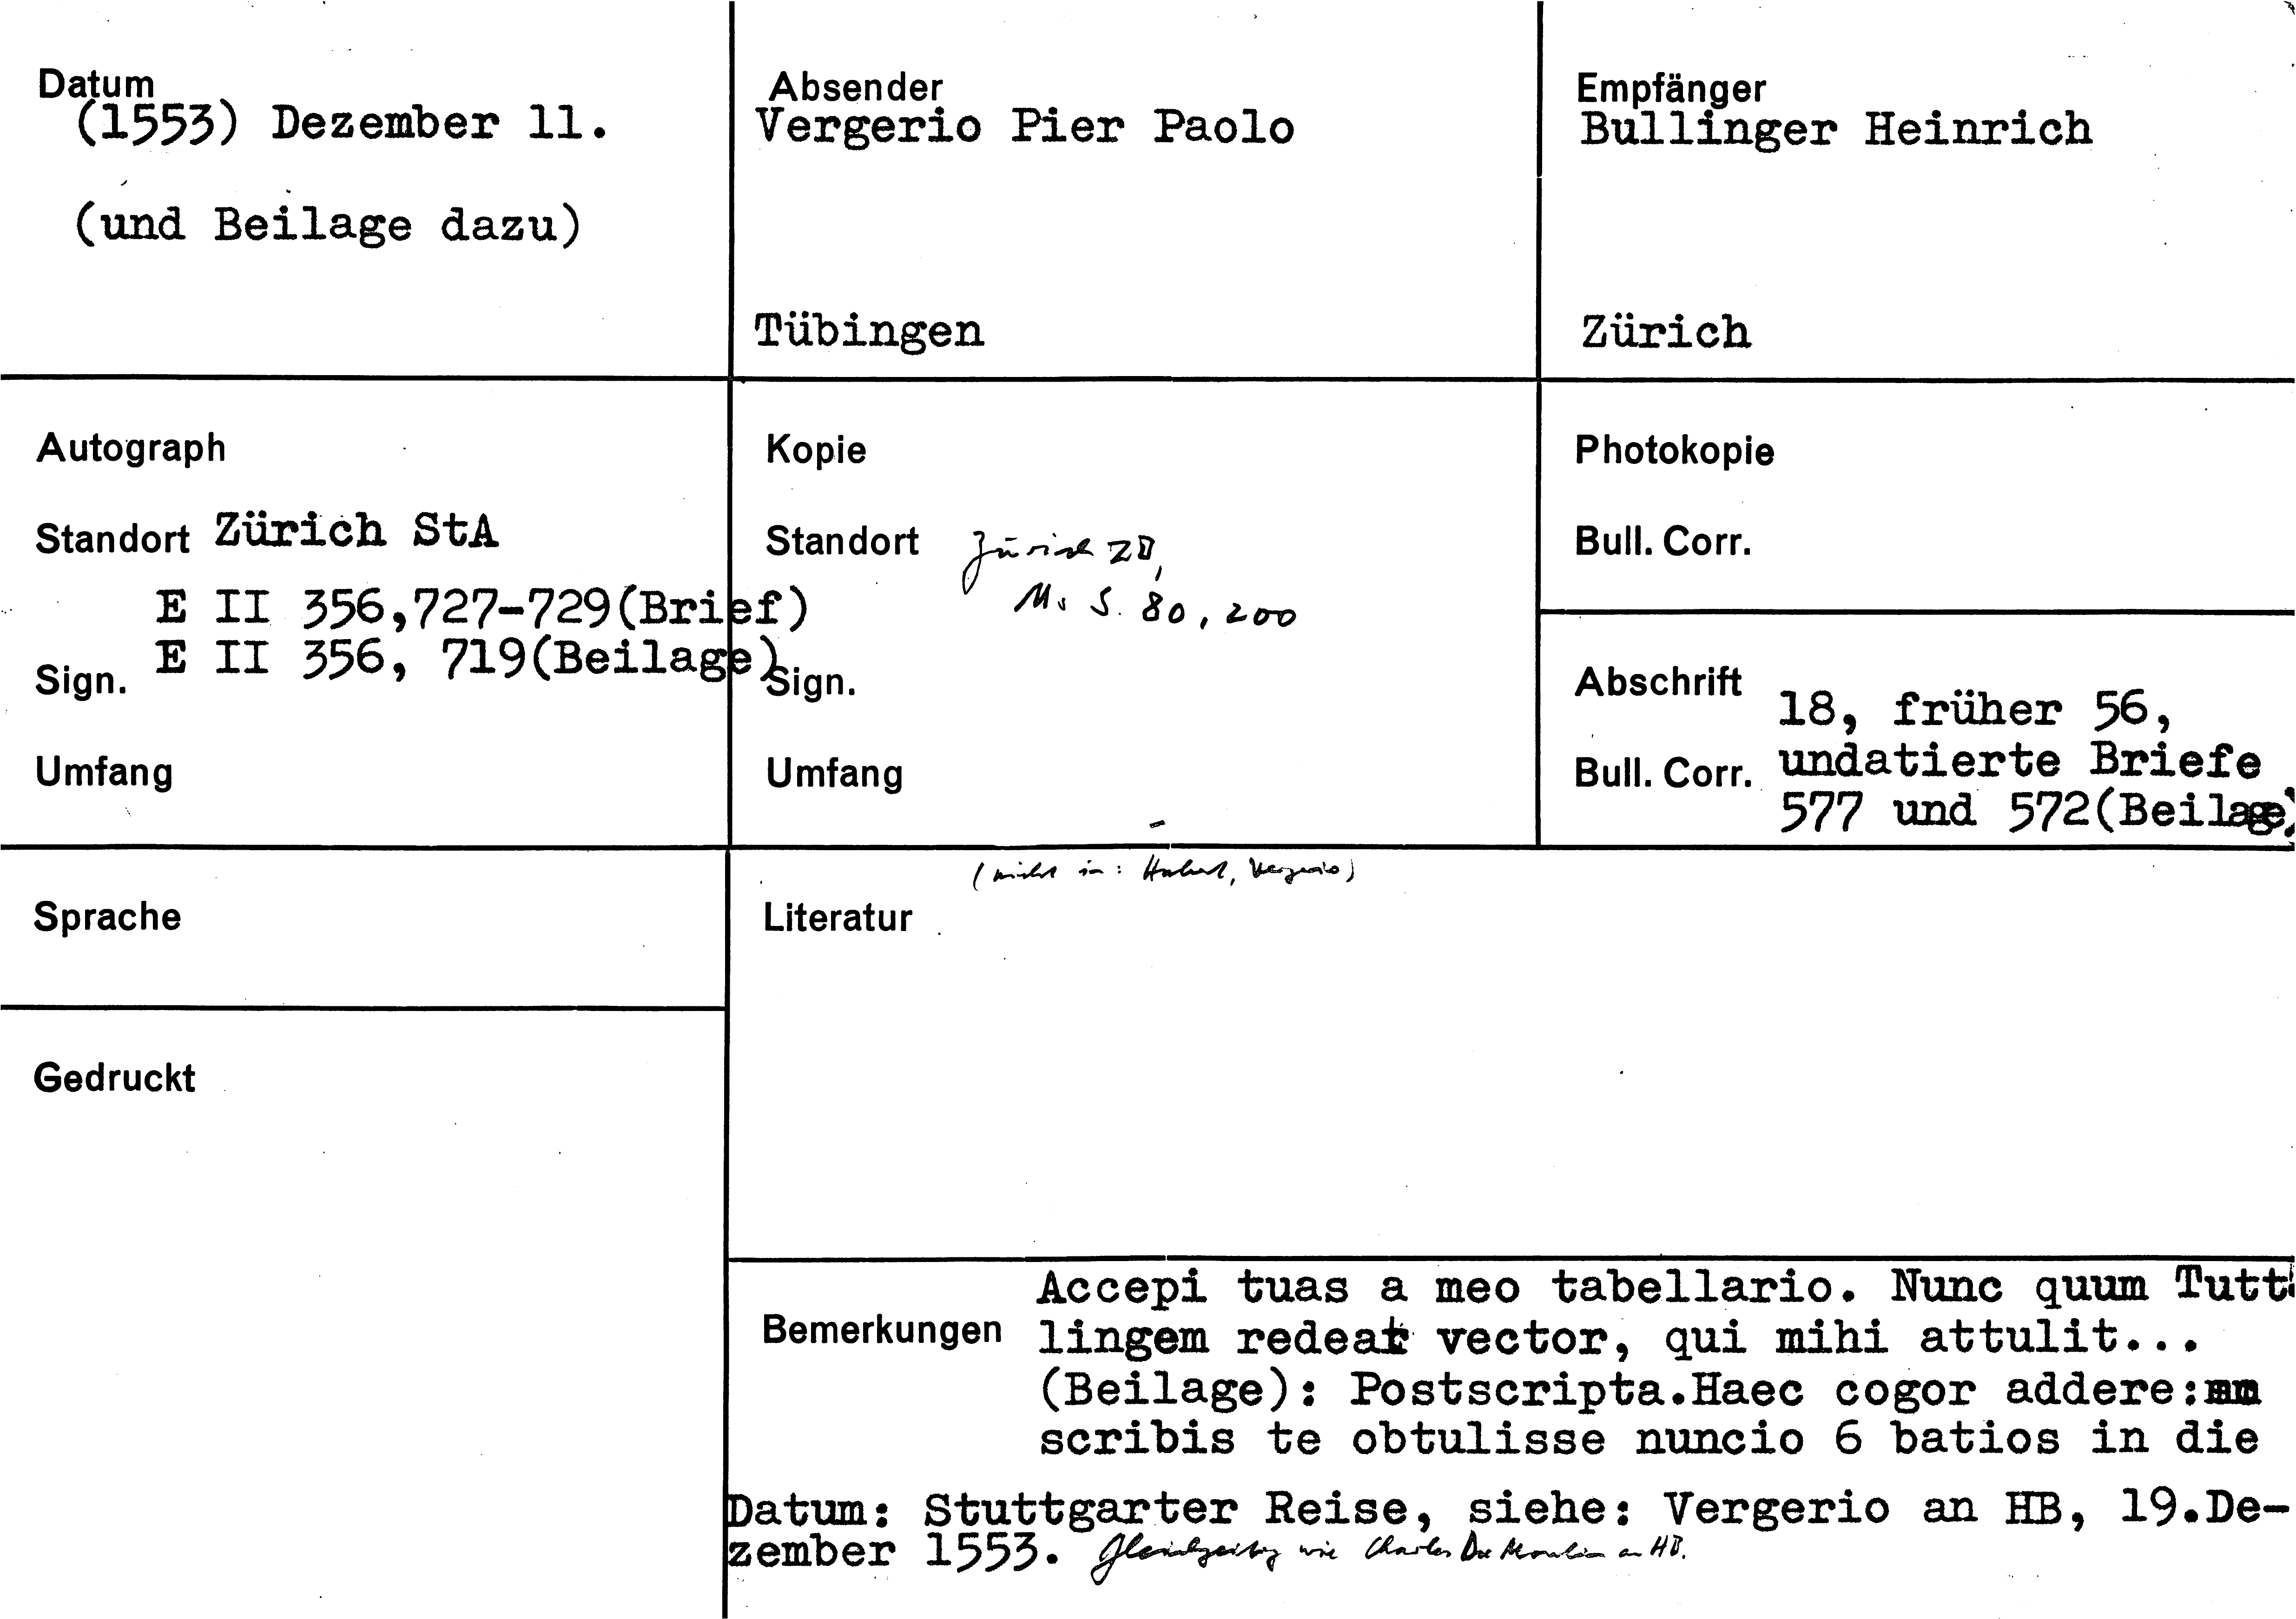 Datum
(1553) Dezember 11.
(und Beilage dazu)
Absender
Vergerio Pier Paolo
Tübingen
Empfänger
Bullinger Heinrich
Zürich
Autograph
Standort Zürich StA
E II 356,727-729(Brief)
E II 356, 719(Beilage)
Sign.
Umfang
Kopie
Standort Zürich ZB,
Ms S. 80, 200
Sign.
Umfang
Photokopie
Bull. Corr.
Abschrift
18, früher 56,
Bull. Corr. undatierte Briefe
577 und 572(Beilage)
Sprache
Gedruckt
(nicht in: Hubert, Vergerio)
Literatur
Bemerkungen
Accepi tuas a meo tabellario. Nunc quum Tutt
lingem redeat vector, qui mihi attulit...
(Beilage): Postscripta.Haec cogor addere:
scribis te obtulisse nuncio 6 batios in die
Datum: Stuttgarter Reise, siehe: Vergerio an HB, 19.De-
zember 1553. Gleichzeitig wie Charles Du Moulin an HB.